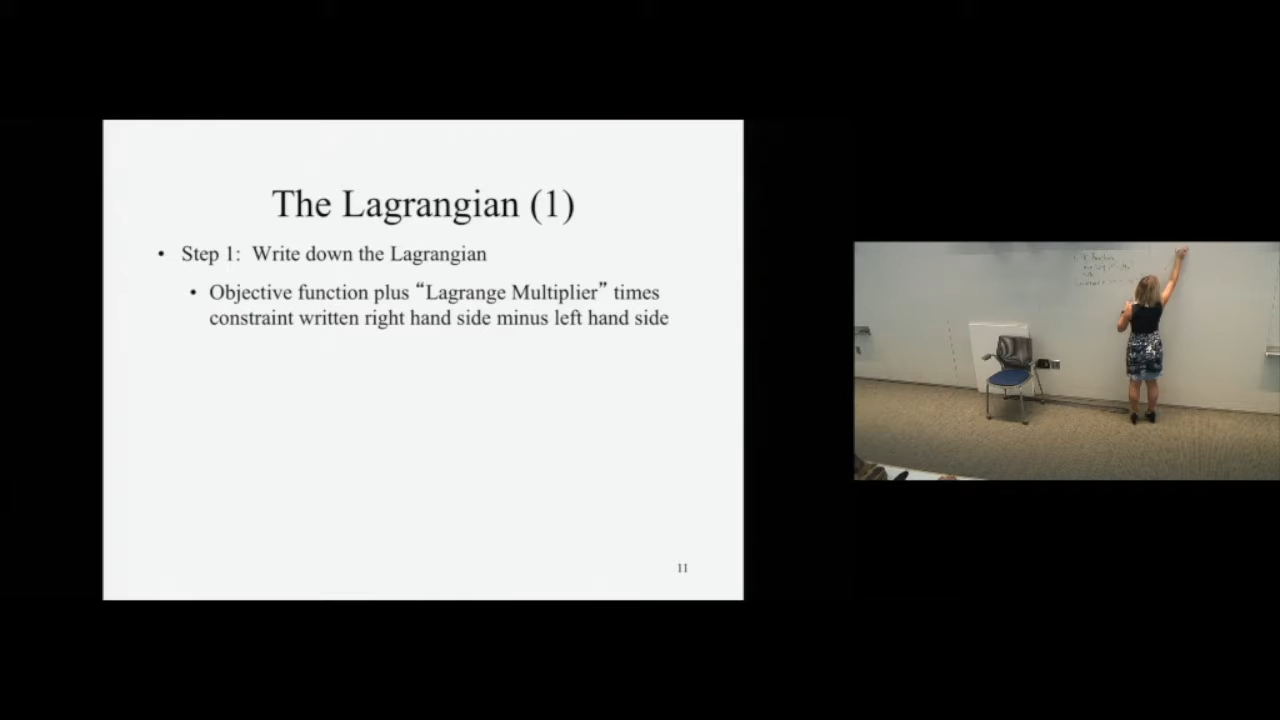 The Lagrangian (1)
• Step 1: Write down the Lagrangian
• Objective function plus “Lagrange Multiplier” times
constraint written right hand side minus left hand side
11